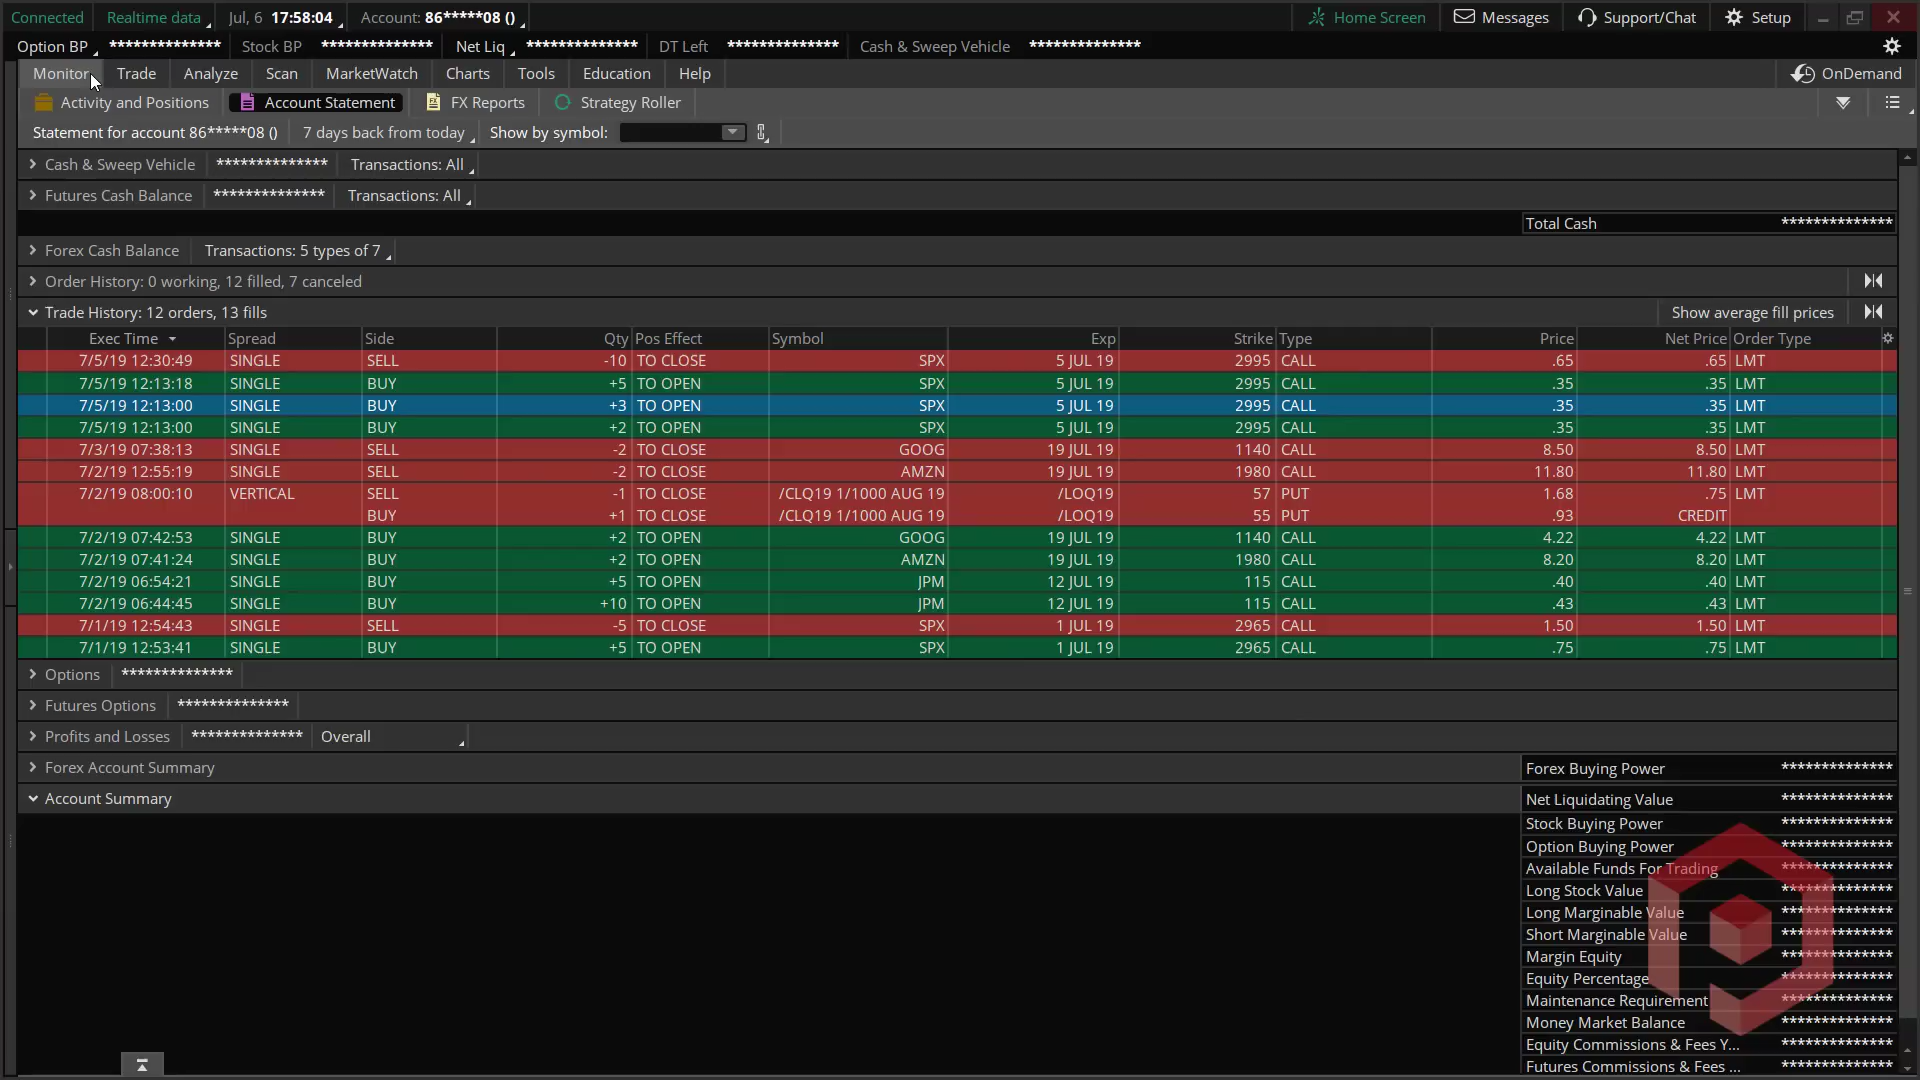 Connected Realtime data Jul, 6 17:58:04 Account: 86*****08 () Home Screen Messages Support/Chat Setup
Option BP ************** Stock BP ************** Net Liq ************** DT Left ************** Cash & Sweep Vehicle **************
Monitor Trade Analyze Scan MarketWatch Charts Tools Education Help OnDemand
Activity and Positions Account Statement FX Reports Strategy Roller
Statement for account 86*****08 () 7 days back from today Show by symbol:
Cash & Sweep Vehicle ************** Transactions: All
Futures Cash Balance ************** Transactions: All
Total Cash **************
Forex Cash Balance Transactions: 5 types of 7
Order History: 0 working, 12 filled, 7 canceled
Trade History: 12 orders, 13 fills Show average fill prices
Exec Time Spread Side Qty Pos Effect Symbol Exp Strike Type Price Net Price Order Type
7/5/19 12:30:49 SINGLE SELL -10 TO CLOSE SPX 5 JUL 19 2995 CALL .65 .65 LMT
7/5/19 12:13:18 SINGLE BUY +5 TO OPEN SPX 5 JUL 19 2995 CALL .35 .35 LMT
7/5/19 12:13:00 SINGLE BUY +3 TO OPEN SPX 5 JUL 19 2995 CALL .35 .35 LMT
7/5/19 12:13:00 SINGLE BUY +2 TO OPEN SPX 5 JUL 19 2995 CALL .35 .35 LMT
7/3/19 07:38:13 SINGLE SELL -2 TO CLOSE GOOG 19 JUL 19 1140 CALL 8.50 8.50 LMT
7/2/19 12:55:19 SINGLE SELL -2 TO CLOSE AMZN 19 JUL 19 1980 CALL 11.80 11.80 LMT
7/2/19 08:00:10 VERTICAL SELL -1 TO CLOSE /CLQ19 1/1000 AUG 19 /LOQ19 57 PUT 1.68 .75 LMT
BUY +1 TO CLOSE /CLQ19 1/1000 AUG 19 /LOQ19 55 PUT .93 CREDIT
7/2/19 07:42:53 SINGLE BUY +2 TO OPEN GOOG 19 JUL 19 1140 CALL 4.22 4.22 LMT
7/2/19 07:41:24 SINGLE BUY +2 TO OPEN AMZN 19 JUL 19 1980 CALL 8.20 8.20 LMT
7/2/19 06:54:21 SINGLE BUY +5 TO OPEN JPM 12 JUL 19 115 CALL .40 .40 LMT
7/2/19 06:44:45 SINGLE BUY +10 TO OPEN JPM 12 JUL 19 115 CALL .43 .43 LMT
7/1/19 12:54:43 SINGLE SELL -5 TO CLOSE SPX 1 JUL 19 2965 CALL 1.50 1.50 LMT
7/1/19 12:53:41 SINGLE BUY +5 TO OPEN SPX 1 JUL 19 2965 CALL .75 .75 LMT
Options **************
Futures Options **************
Profits and Losses ************** Overall
Forex Account Summary Forex Buying Power **************
Account Summary Net Liquidating Value **************
Stock Buying Power **************
Option Buying Power **************
Available Funds For Trading **************
Long Stock Value **************
Long Marginable Value **************
Short Marginable Value **************
Margin Equity **************
Equity Percentage **************
Maintenance Requirement **************
Money Market Balance **************
Equity Commissions & Fees Y... **************
Futures Commissions & Fees ... **************